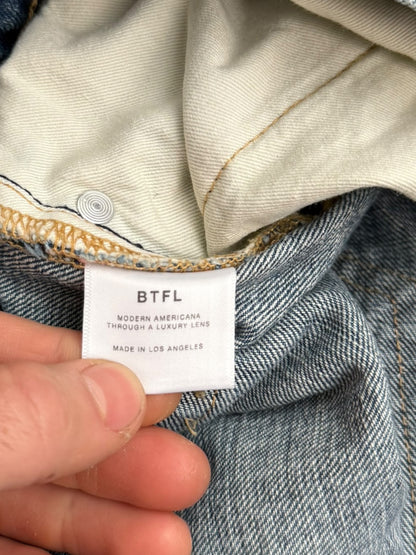 BTFL
MODERN AMERICANA
THROUGH A LUXURY LENS
MADE IN LOS ANGELES